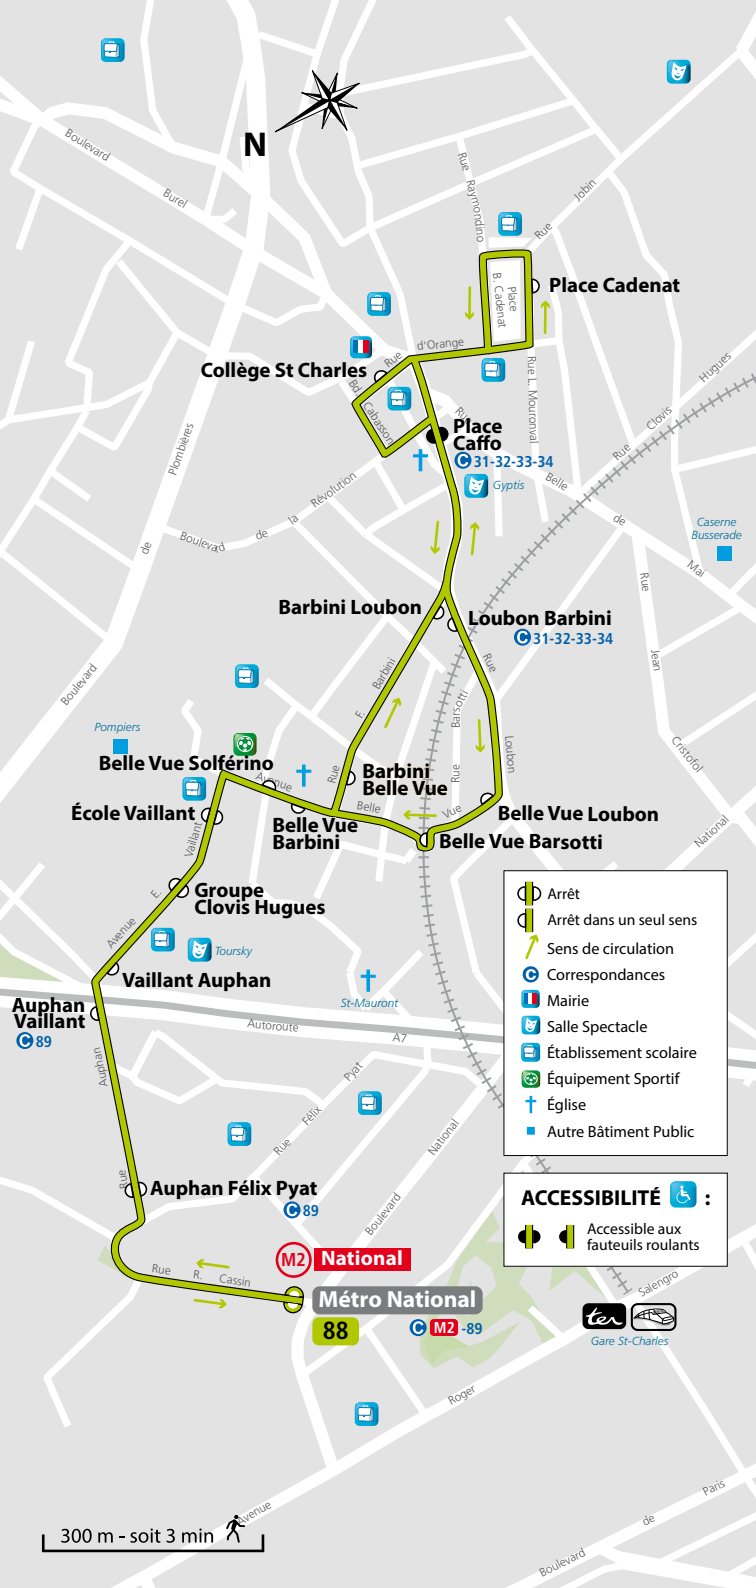 N
Boulevard
Burel
Rue Raymondino
Rue Jobin
Place Cadenat
Place
B. Cadenat
Rue d'Orange
Collège St Charles
Bd Cabasson
Rue L. Mouronval
Hugues
Clovis
Rue
Place
Caffo
C 31-32-33-34
Gyptis
Rue
Belle
de
Mai
Plombières
de
Boulevard
Boulevard de la Révolution
Caserne
Busserade
Barbini Loubon
Loubon Barbini
C 31-32-33-34
Rue
Jean
Cristofol
Rue
Loubon
Rue Barsotti
Rue F. Barbini
Pompiers
Belle Vue Solférino
Avenue
Belle
Vue
Barbini
Belle Vue
École Vaillant
Belle Vue
Barbini
Belle Vue Loubon
Belle Vue Barsotti
National
Avenue E. Vaillant
Groupe
Clovis Hugues
Toursky
Vaillant Auphan
St-Mauront
Auphan
Vaillant
C 89
Autoroute
A7
Rue Auphan
Rue Félix Pyat
Boulevard National
Auphan Félix Pyat
C 89
Arrêt
Arrêt dans un seul sens
Sens de circulation
C Correspondances
Mairie
Salle Spectacle
Établissement scolaire
Équipement Sportif
Église
Autre Bâtiment Public
ACCESSIBILITÉ :
Accessible aux
fauteuils roulants
M2 National
Rue R. Cassin
Métro National
88
C M2 -89
Salengro
ter
Gare St-Charles
Roger
Avenue
300 m - soit 3 min
Boulevard de Paris